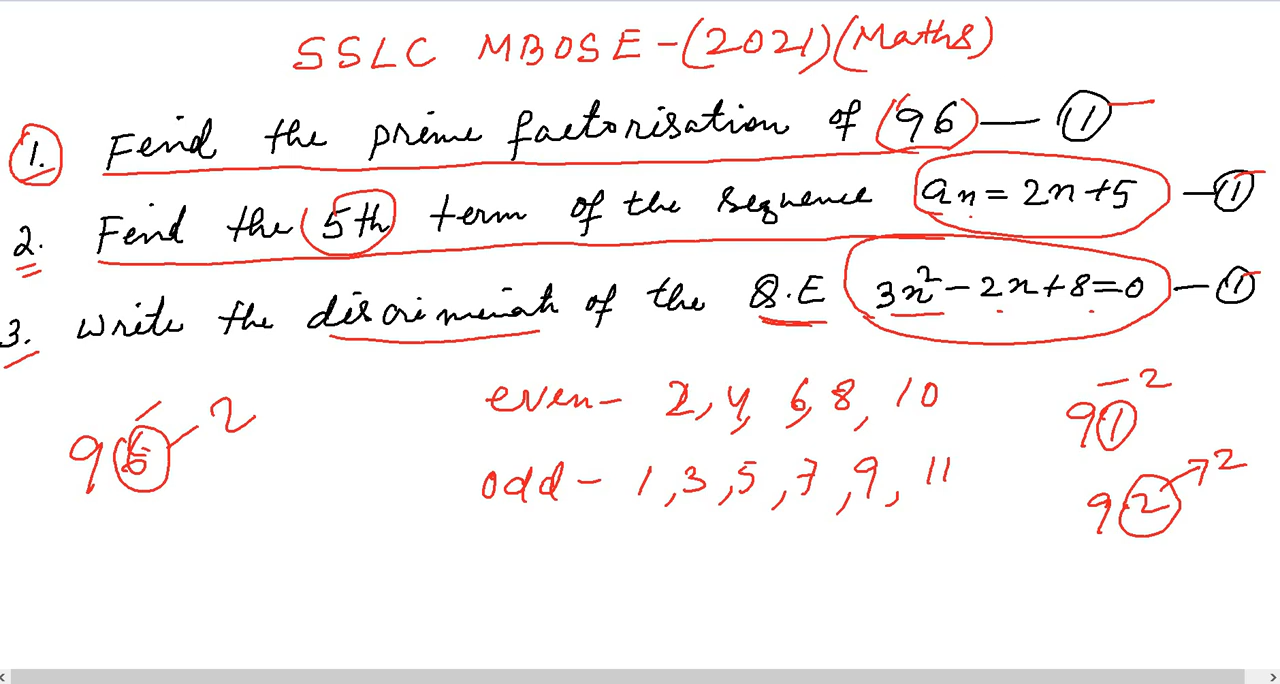 SSLC MBOSE-(2021)(Maths)
1. Find the prime factorisation of 96 — 1
2. Find the 5th term of the sequence an = 2n+5 — 1
3. Write the discriminant of the Q.E 3x²-2x+8=0 — 1
even- 2, 4, 6, 8, 10 -2
96 - 2 91
odd - 1, 3, 5, 7, 9, 11 2
92